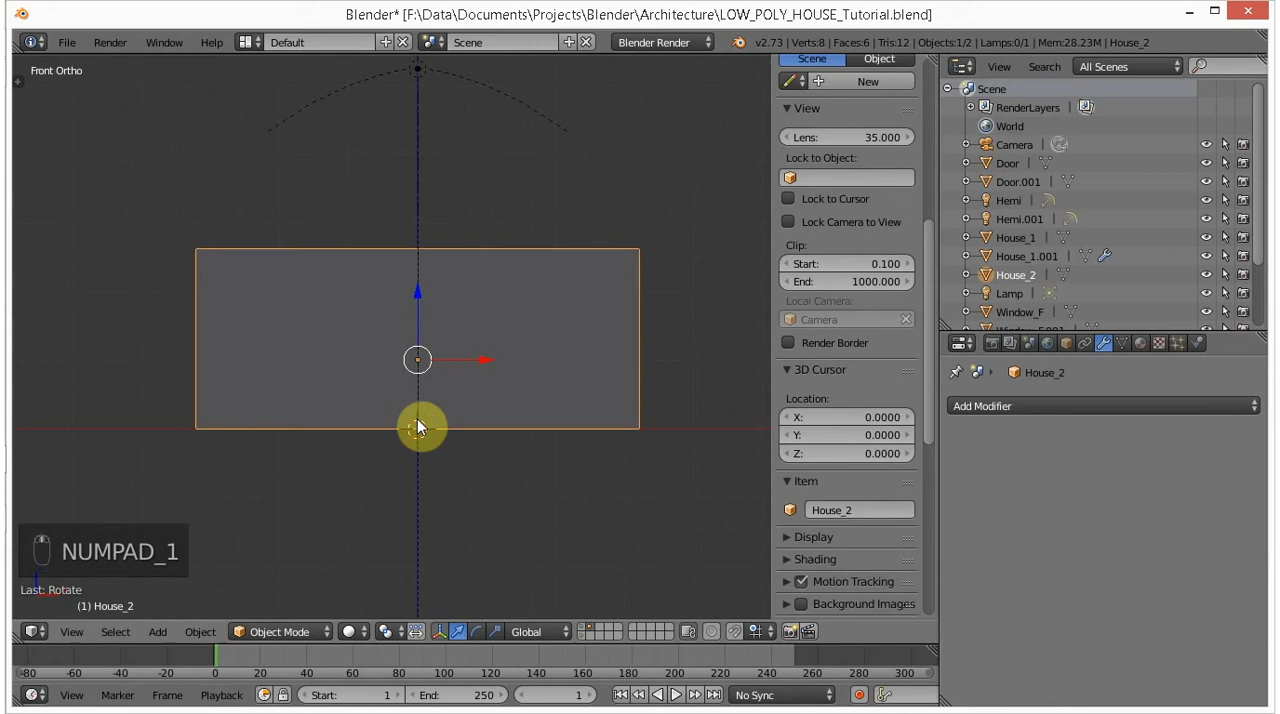 Blender* [F:\Data\Documents\Projects\Blender\Architecture\LOW_POLY_HOUSE_Tutorial.blend]
File Render Window Help Default Scene Blender Render v2.73 | Verts:8 | Faces:6 | Tris:12 | Objects:1/2 | Lamps:0/1 | Mem:28.23M | House_2
Front Ortho
Scene Object
New
View
Lens: 35.000
Lock to Object:
Lock to Cursor
Lock Camera to View
Clip:
Start: 0.100
End: 1000.000
Local Camera:
Camera
Render Border
3D Cursor
Location:
X: 0.0000
Y: 0.0000
Z: 0.0000
Item
House_2
Display
Shading
Motion Tracking
Background Images
View Search All Scenes
Scene
RenderLayers
World
Camera
Door
Door.001
Hemi
Hemi.001
House_1
House_1.001
House_2
Lamp
Window_F
House_2
Add Modifier
NUMPAD_1
Last: Rotate
(1) House_2
View Select Add Object Object Mode Global
-80 -60 -40 -20 0 20 40 60 80 100 120 140 160 180 200 220 240 260 280 300
View Marker Frame Playback Start: 1 End: 250 1 No Sync